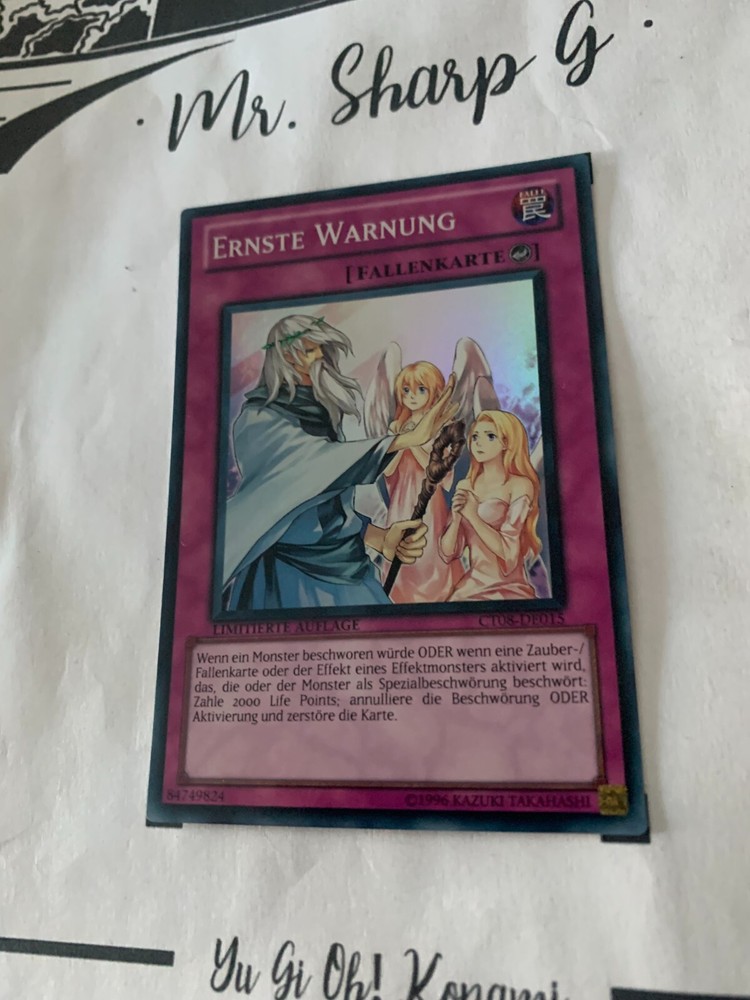 · Mr. Sharp G ·
ERNSTE WARNUNG
FALLE
罠
[FALLENKARTE]
LIMITIERTE AUFLAGE CT08-DE015
Wenn ein Monster beschworen würde ODER wenn eine Zauber-/
Fallenkarte oder der Effekt eines Effektmonsters aktiviert wird,
das, die oder der Monster als Spezialbeschwörung beschwört:
Zahle 2000 Life Points; annulliere die Beschwörung ODER
Aktivierung und zerstöre die Karte.
84749824 ©1996 KAZUKI TAKAHASHI
Yu Gi Oh! Konami